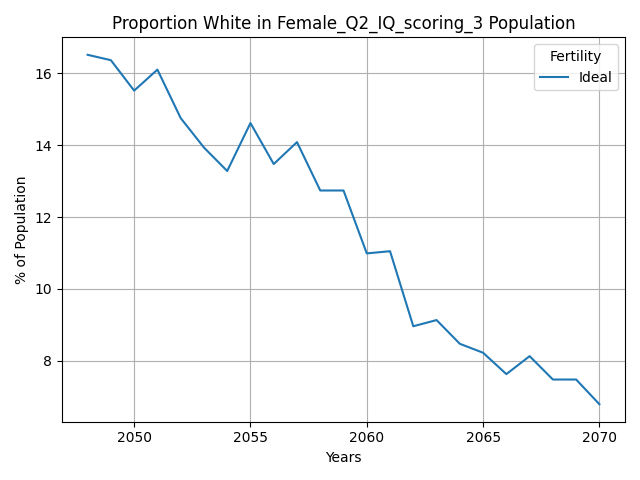 Proportion White in Female_Q2_IQ_scoring_3 Population
Fertility
Ideal
% of Population
16
14
12
10
8
2050 2055 2060 2065 2070
Years